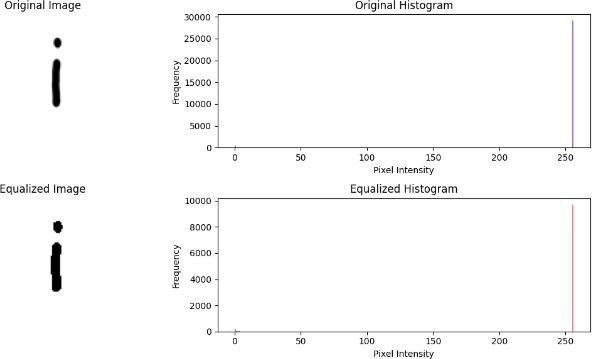 Original Image
Original Histogram
30000
25000
20000
15000
10000
5000
0
Frequency
0 50 100 150 200 250
Pixel Intensity
i
Equalized Image
Equalized Histogram
10000
8000
6000
4000
2000
0
Frequency
0 50 100 150 200 250
Pixel Intensity
i